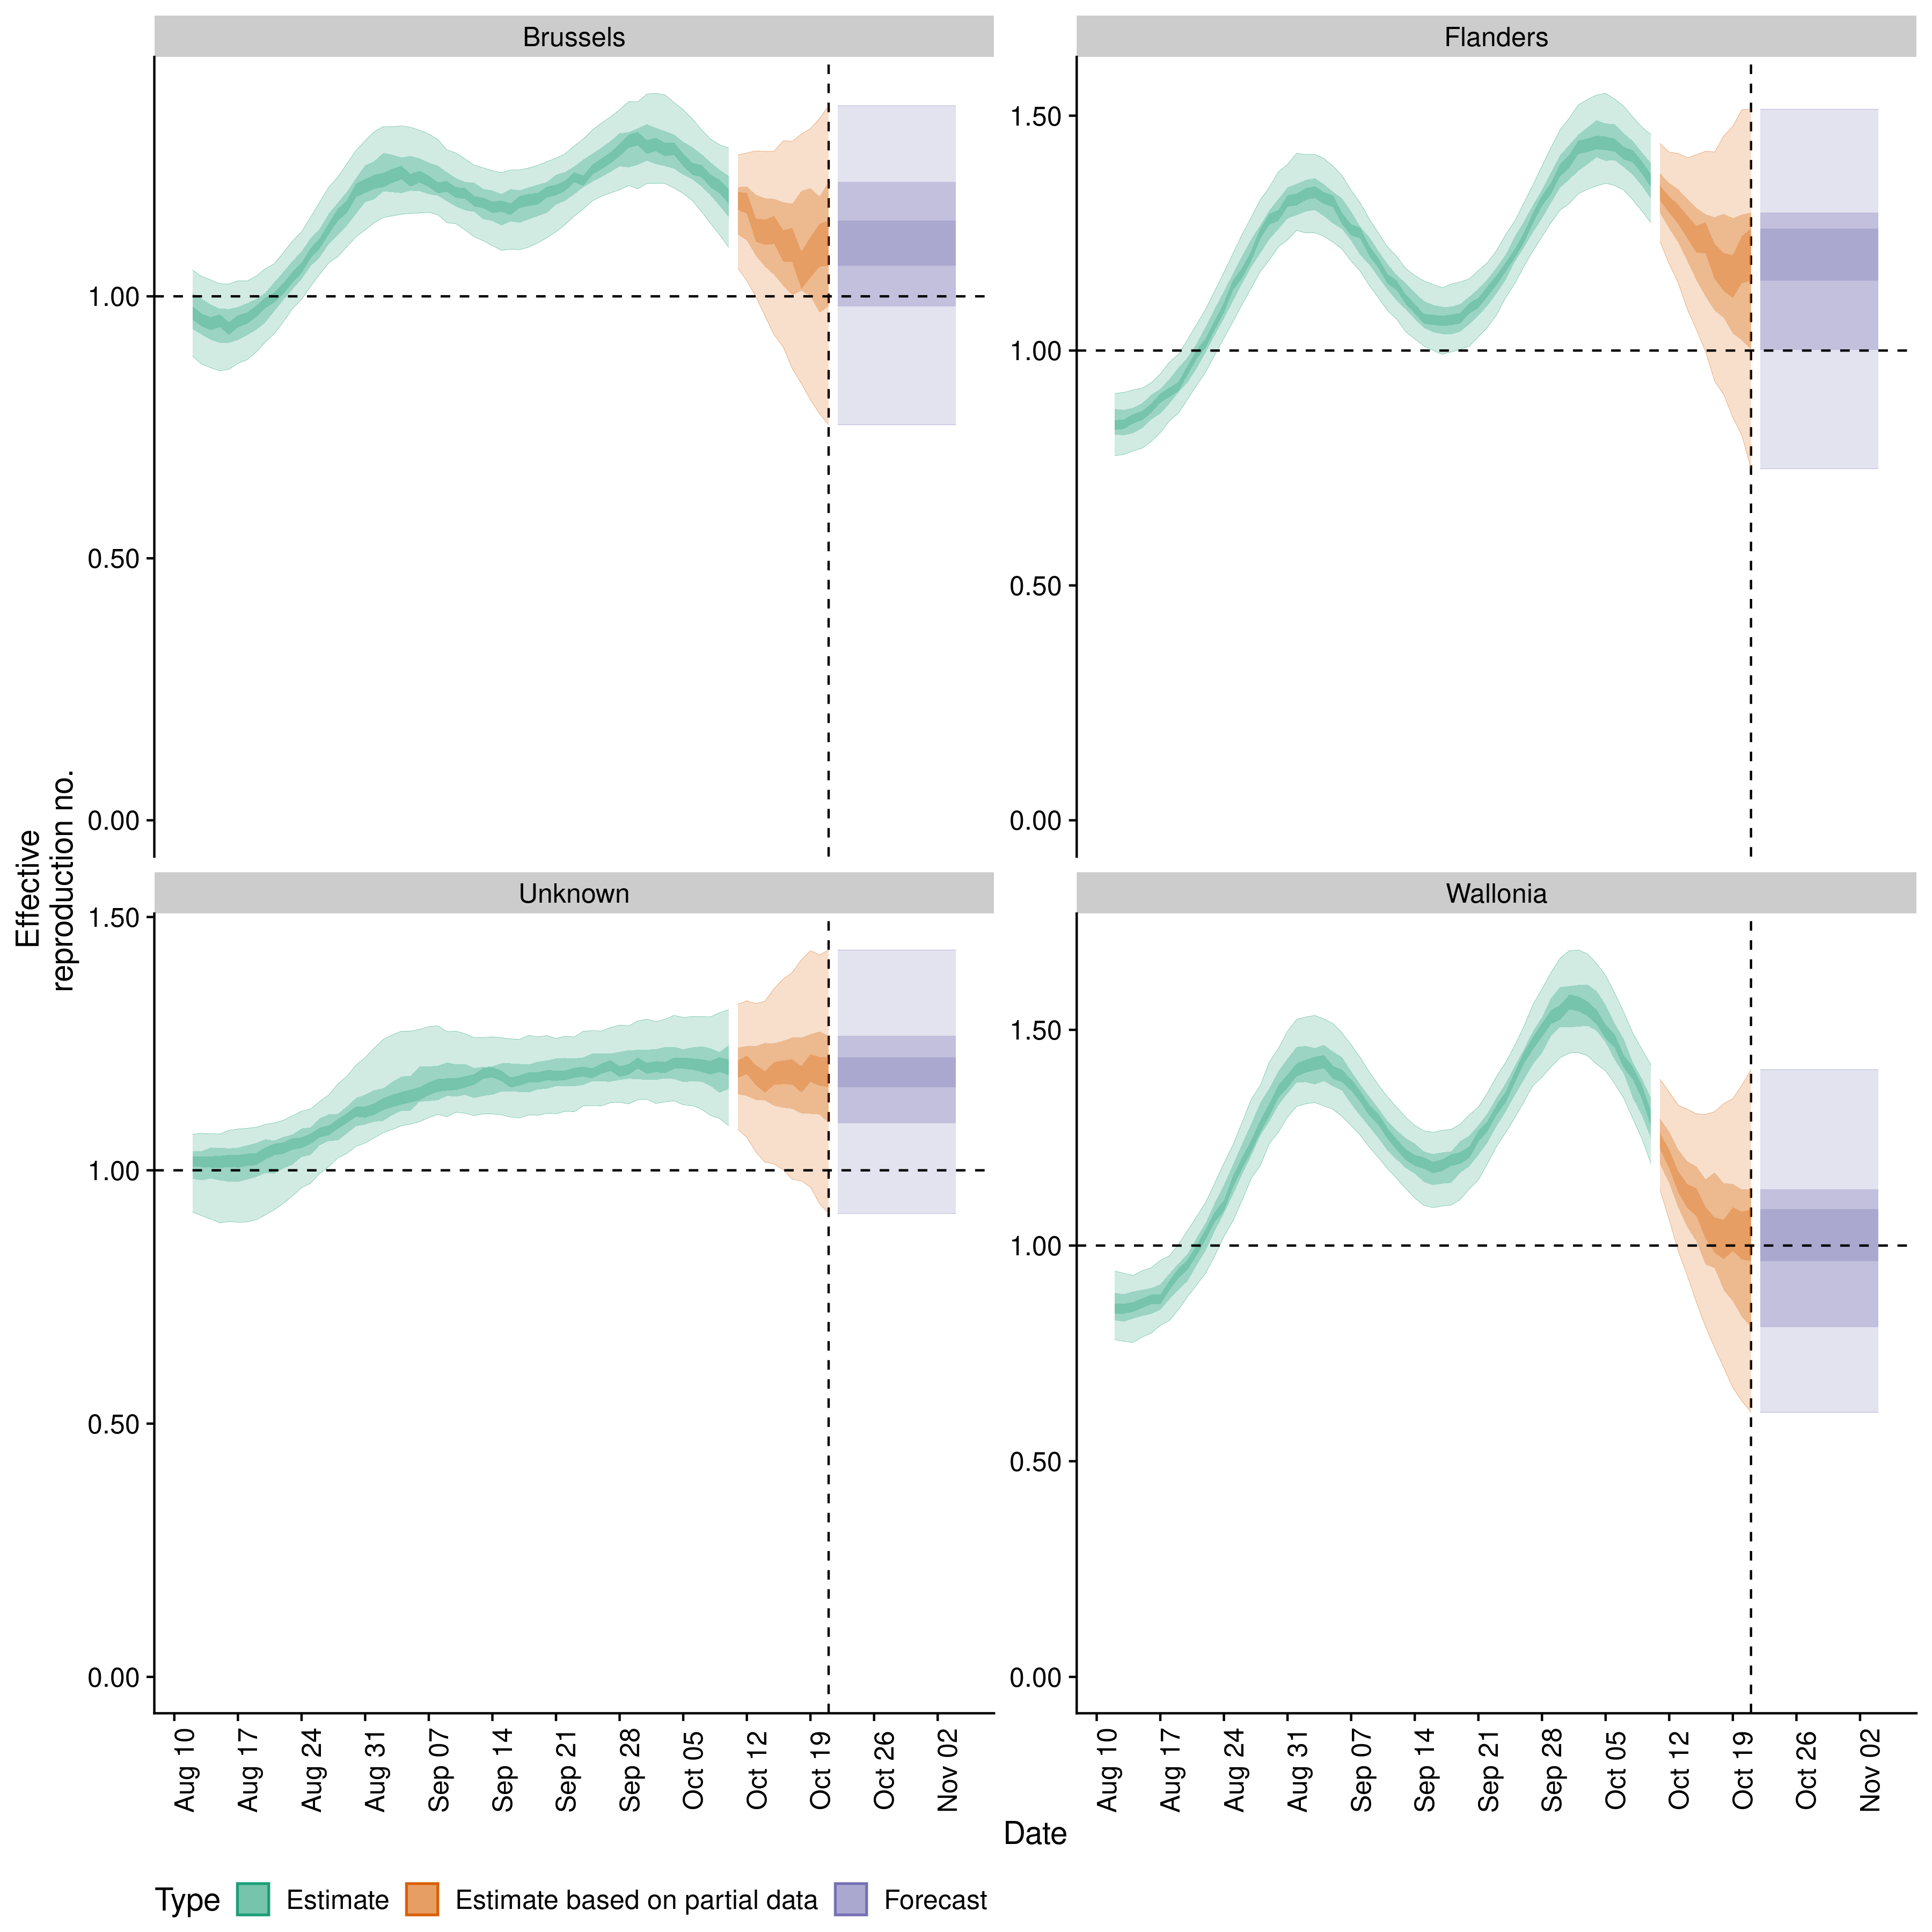 Brussels
Flanders
1.00
0.50
0.00
1.50
1.00
0.50
0.00
Effective
reproduction no.
Unknown
Wallonia
1.50
1.00
0.50
0.00
1.50
1.00
0.50
0.00
Aug 10
Aug 17
Aug 24
Aug 31
Sep 07
Sep 14
Sep 21
Sep 28
Oct 05
Oct 12
Oct 19
Oct 26
Nov 02
Aug 10
Aug 17
Aug 24
Aug 31
Sep 07
Sep 14
Sep 21
Sep 28
Oct 05
Oct 12
Oct 19
Oct 26
Nov 02
Date
Type Estimate Estimate based on partial data Forecast